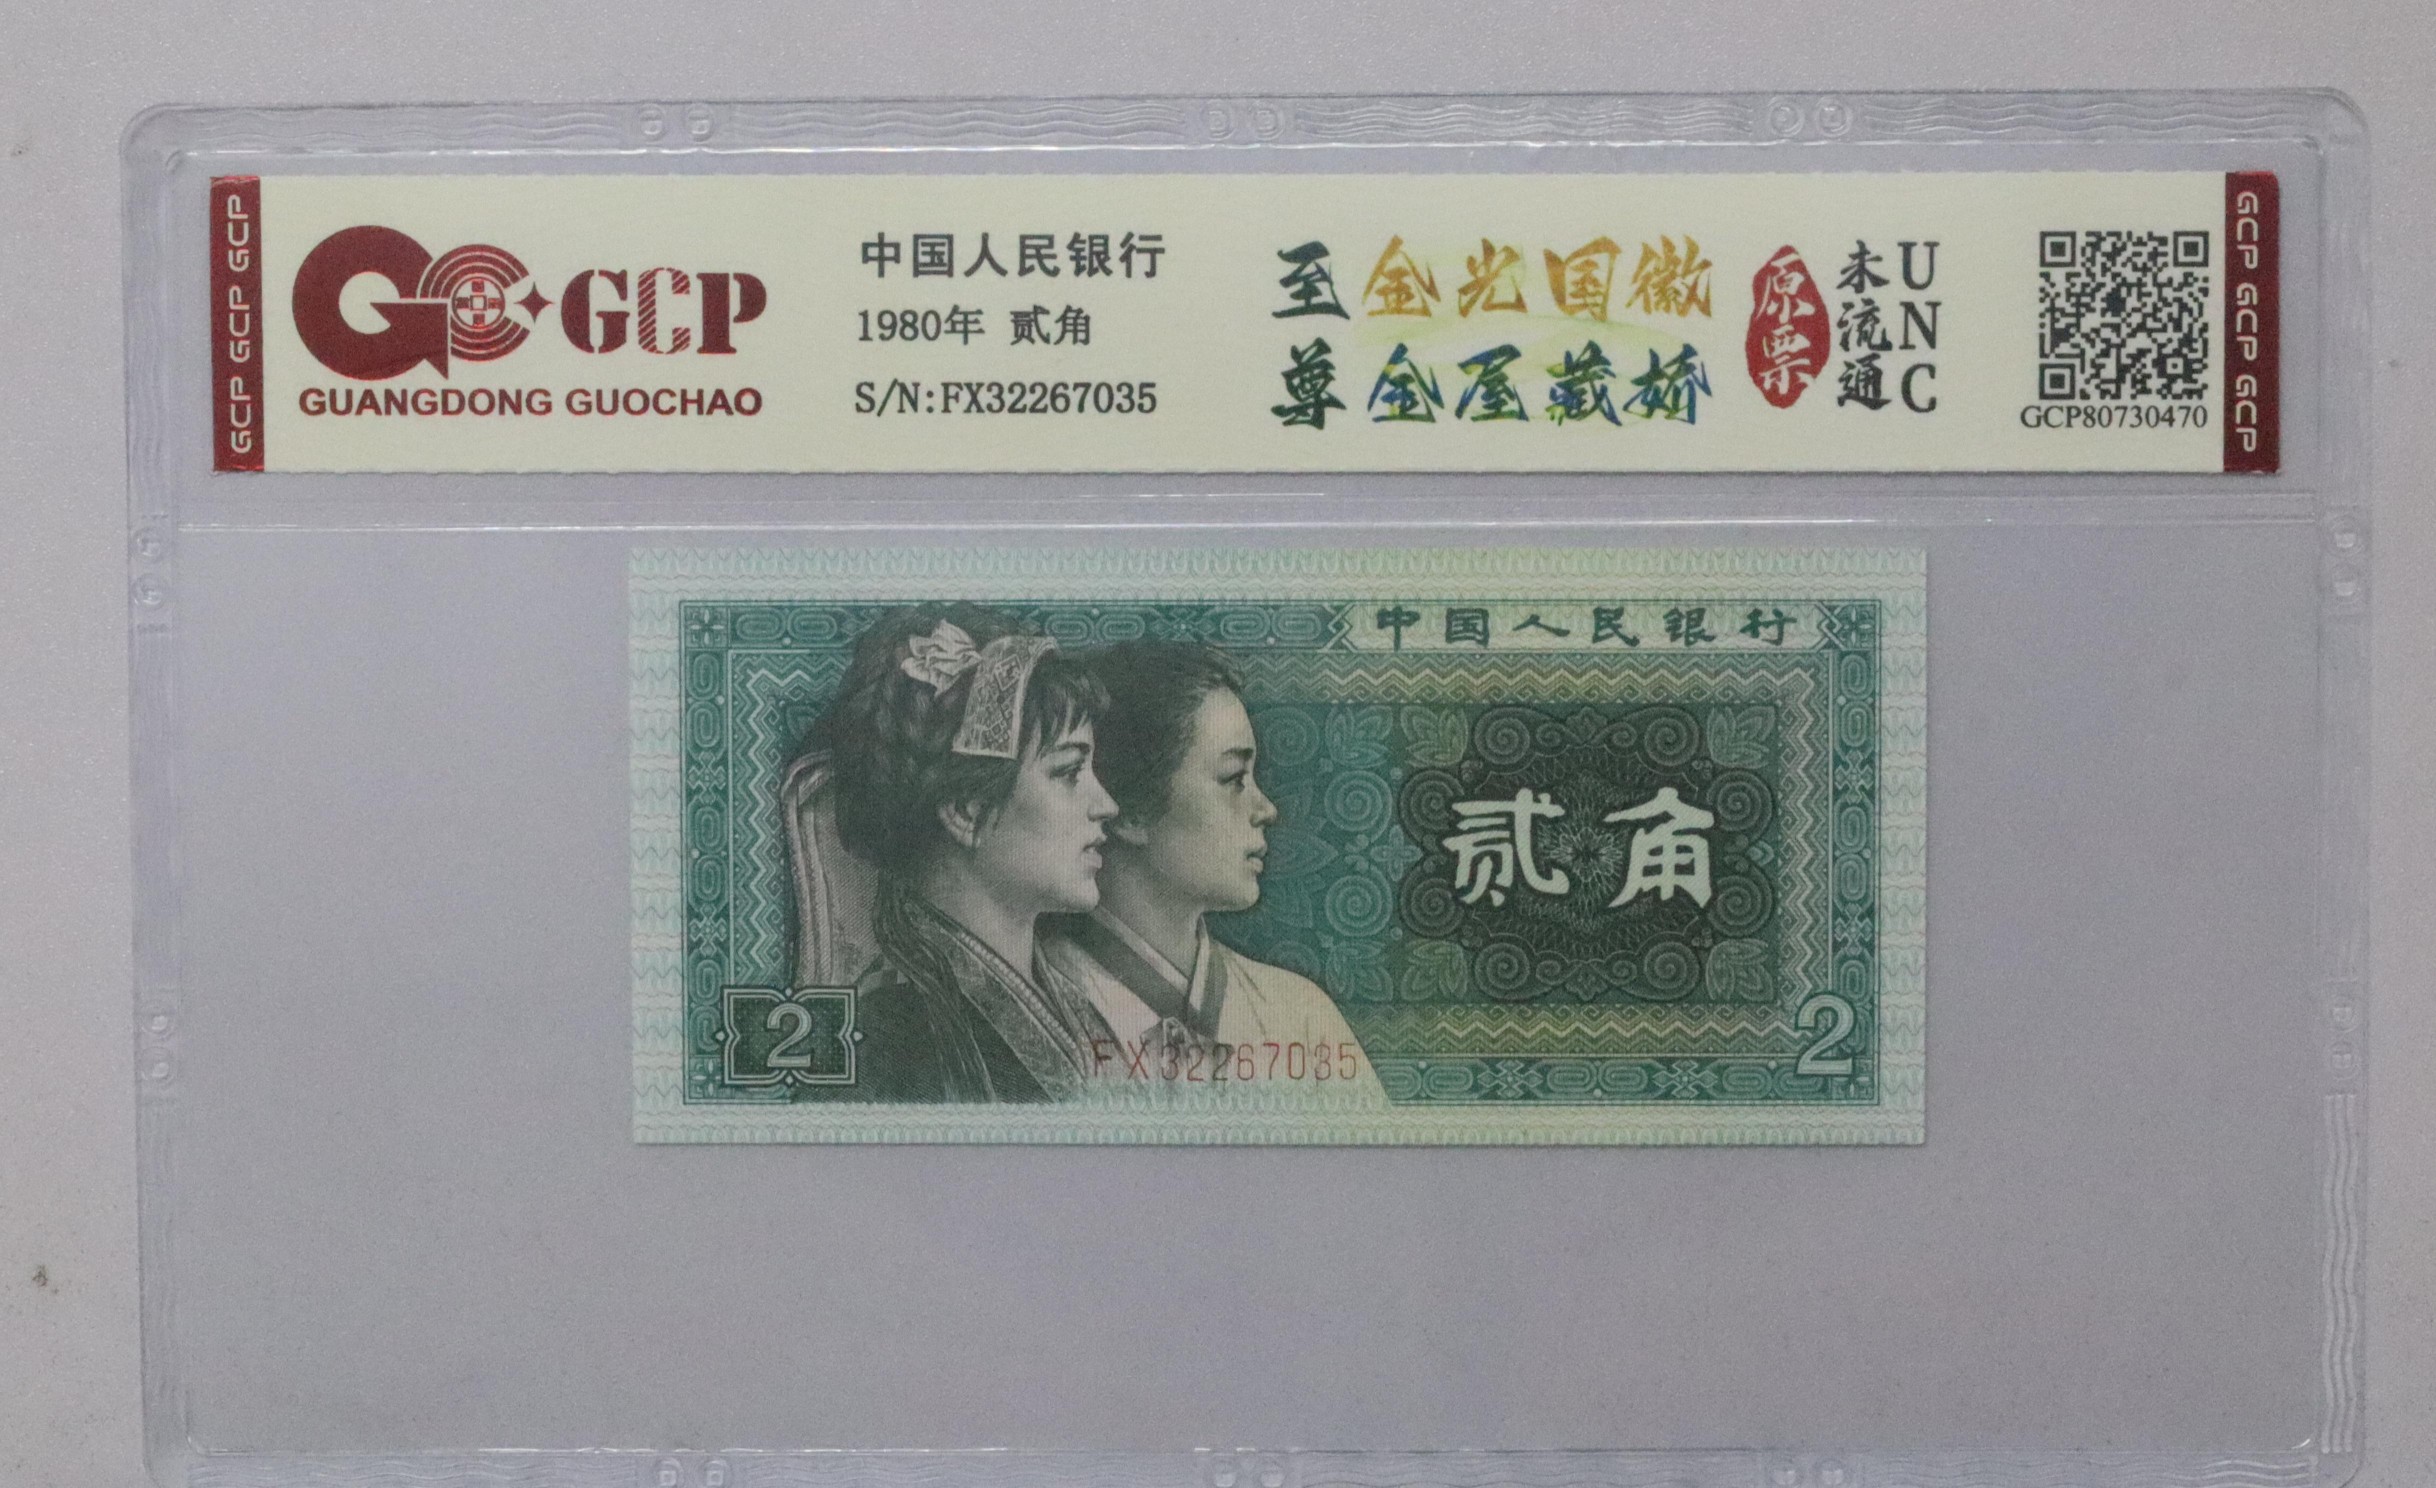 GCP GCP GCP
GCP
GUANGDONG GUOCHAO
中国人民银行
1980年 贰角
S/N:FX32267035
至尊
金光国徽
金屋藏娇
原票
未流通
UNC
GCP80730470
GCP GCP GCP
中国人民银行
贰角
2
FX32267035
2